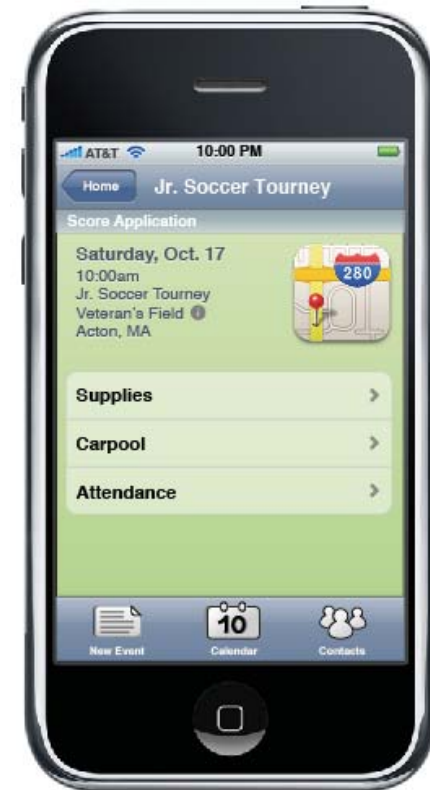 AT&T 10:00 PM
Home Jr. Soccer Tourney
Score Application
Saturday, Oct. 17
10:00am
Jr. Soccer Tourney
Veteran's Field
Acton, MA
280
Supplies
Carpool
Attendance
10
New Event Calendar Contacts